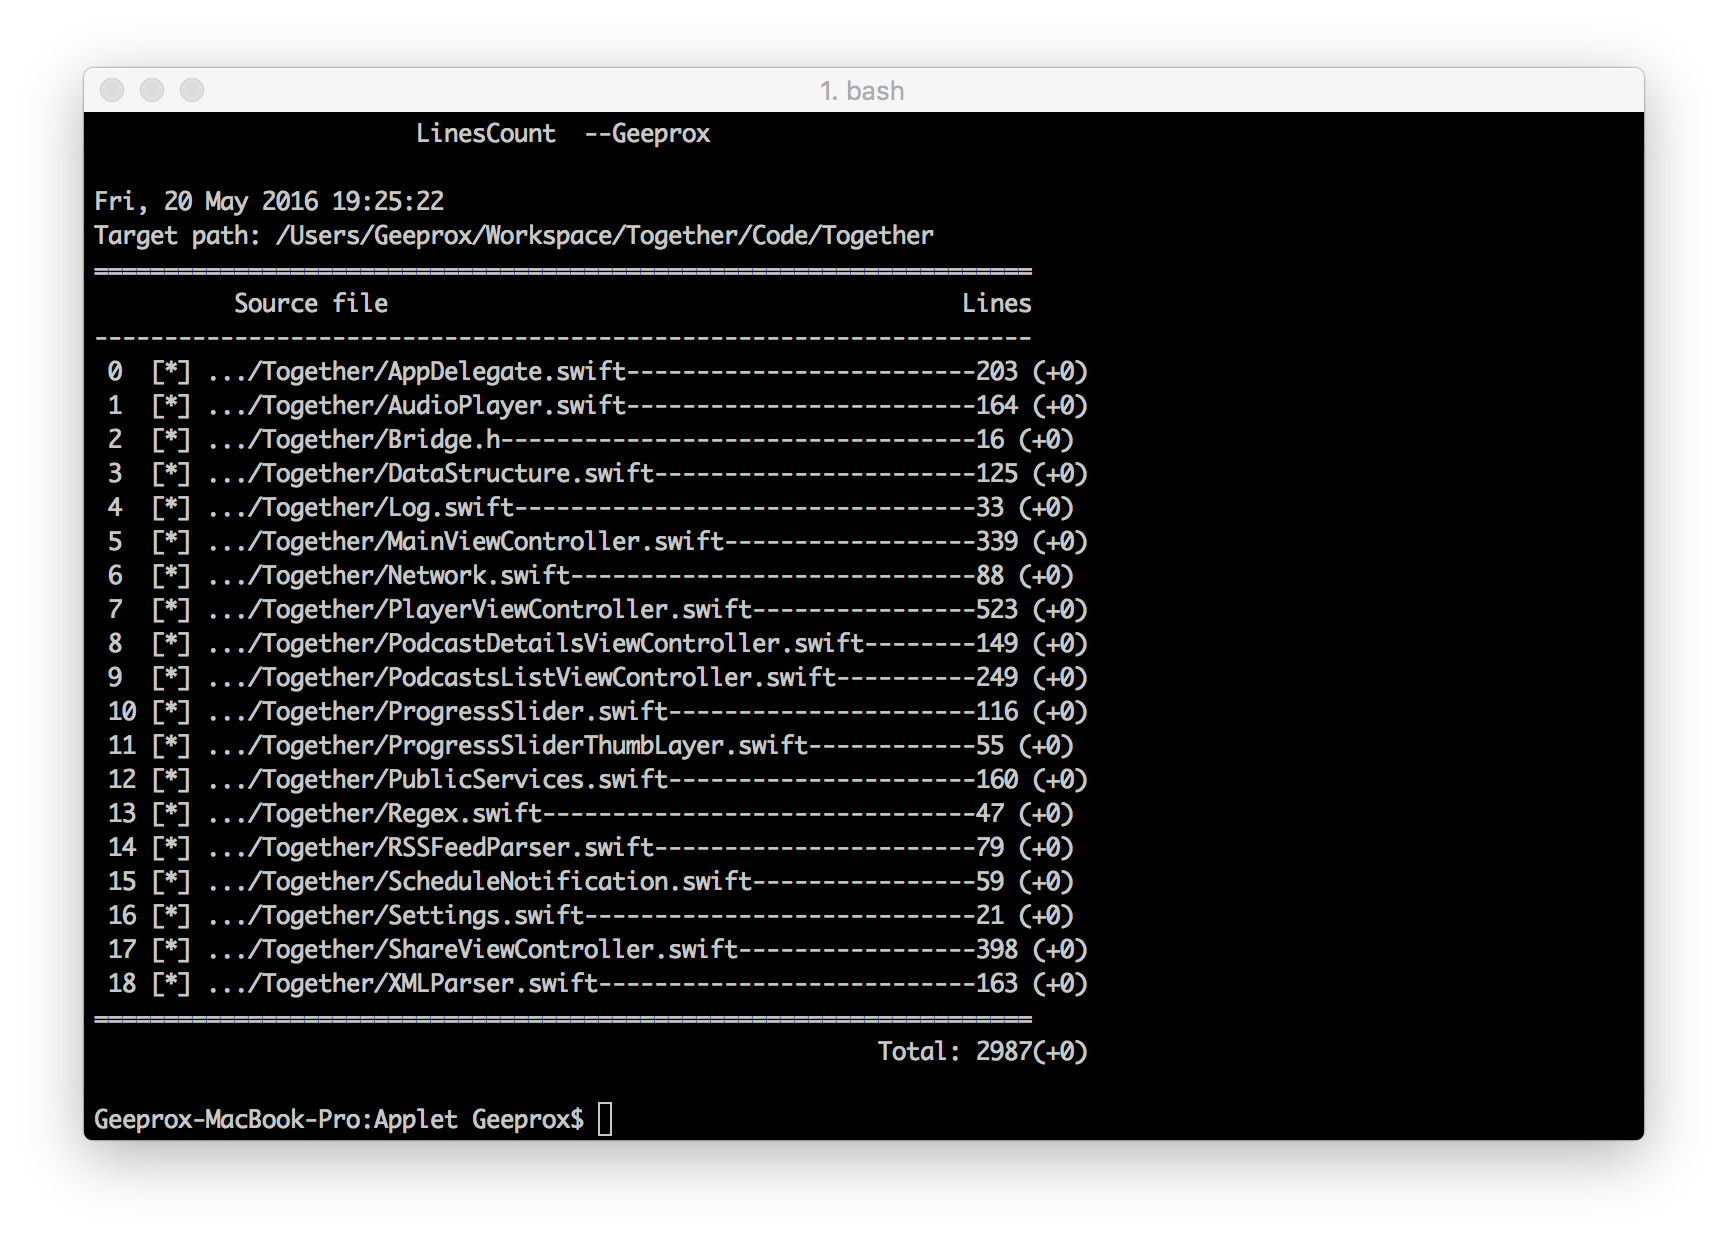 1. bash
LinesCount  --Geeprox
Fri, 20 May 2016 19:25:22
Target path: /Users/Geeprox/Workspace/Together/Code/Together
===================================================================
Source file                                         Lines
-------------------------------------------------------------------
0  [*] .../Together/AppDelegate.swift-------------------------203 (+0)
1  [*] .../Together/AudioPlayer.swift-------------------------164 (+0)
2  [*] .../Together/Bridge.h----------------------------------16 (+0)
3  [*] .../Together/DataStructure.swift-----------------------125 (+0)
4  [*] .../Together/Log.swift---------------------------------33 (+0)
5  [*] .../Together/MainViewController.swift------------------339 (+0)
6  [*] .../Together/Network.swift-----------------------------88 (+0)
7  [*] .../Together/PlayerViewController.swift----------------523 (+0)
8  [*] .../Together/PodcastDetailsViewController.swift--------149 (+0)
9  [*] .../Together/PodcastsListViewController.swift----------249 (+0)
10 [*] .../Together/ProgressSlider.swift----------------------116 (+0)
11 [*] .../Together/ProgressSliderThumbLayer.swift------------55 (+0)
12 [*] .../Together/PublicServices.swift----------------------160 (+0)
13 [*] .../Together/Regex.swift-------------------------------47 (+0)
14 [*] .../Together/RSSFeedParser.swift-----------------------79 (+0)
15 [*] .../Together/ScheduleNotification.swift----------------59 (+0)
16 [*] .../Together/Settings.swift----------------------------21 (+0)
17 [*] .../Together/ShareViewController.swift-----------------398 (+0)
18 [*] .../Together/XMLParser.swift---------------------------163 (+0)
===================================================================
Total: 2987(+0)
Geeprox-MacBook-Pro:Applet Geeprox$